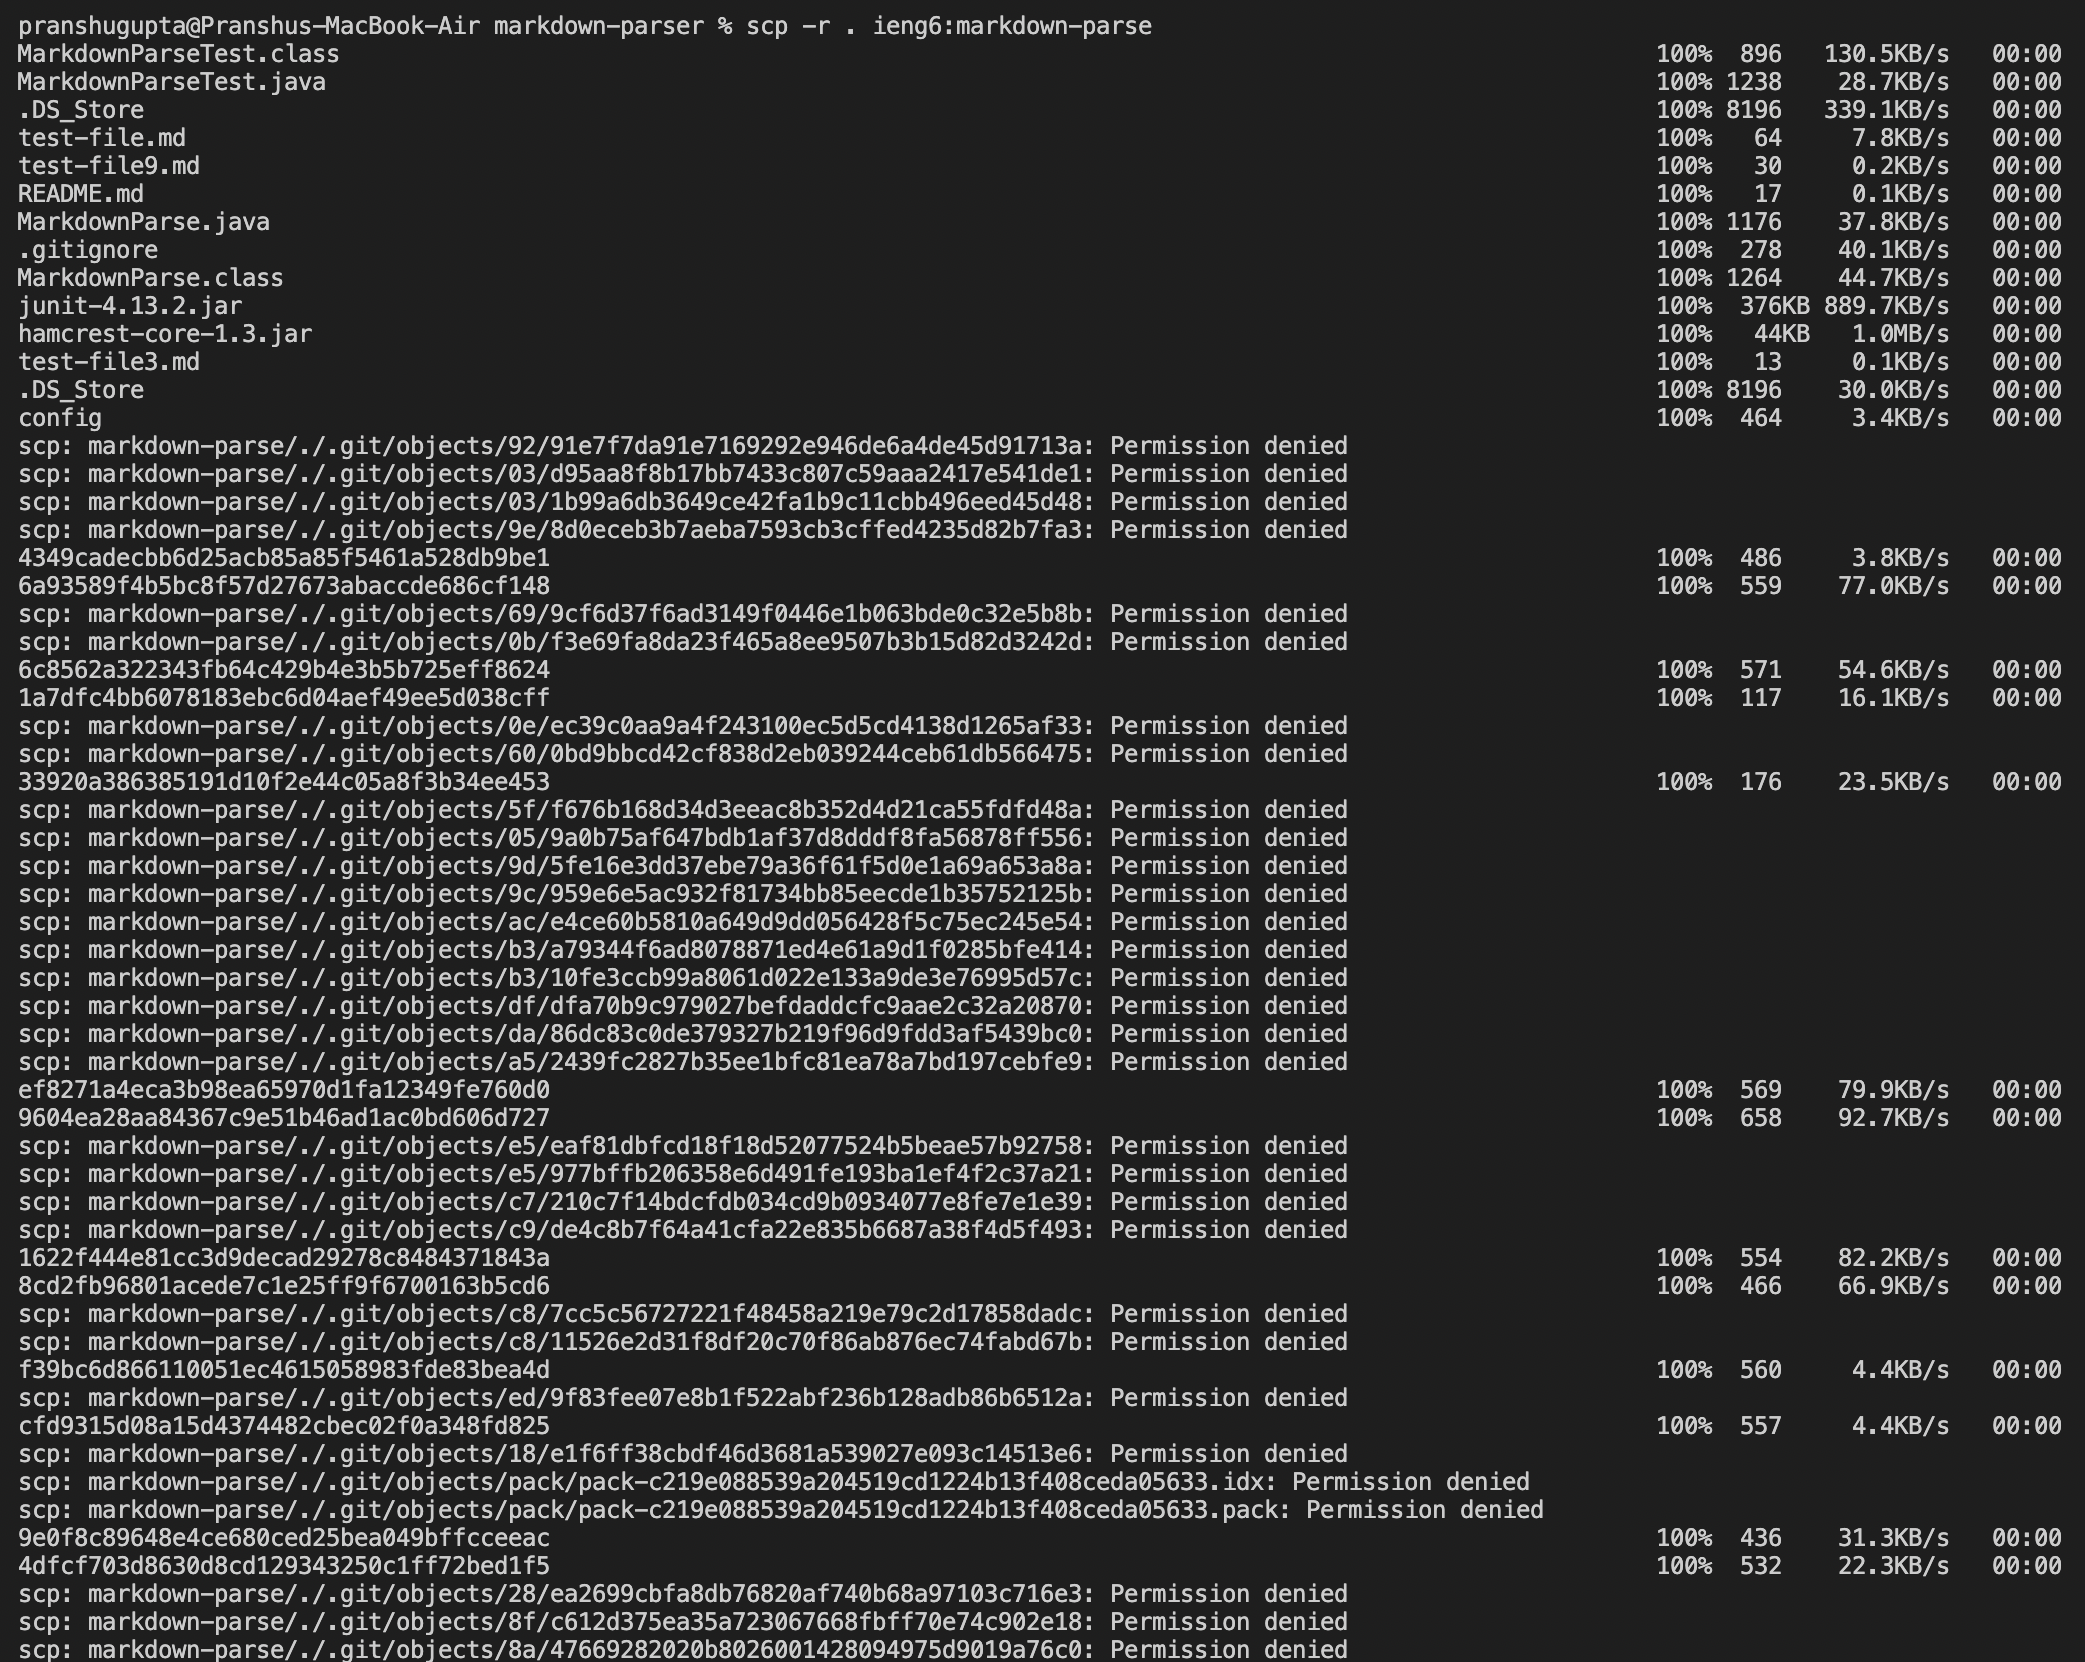 pranshugupta@Pranshus-MacBook-Air markdown-parser % scp -r . ieng6:markdown-parse
MarkdownParseTest.class 100% 896 130.5KB/s 00:00
MarkdownParseTest.java 100% 1238 28.7KB/s 00:00
.DS_Store 100% 8196 339.1KB/s 00:00
test-file.md 100% 64 7.8KB/s 00:00
test-file9.md 100% 30 0.2KB/s 00:00
README.md 100% 17 0.1KB/s 00:00
MarkdownParse.java 100% 1176 37.8KB/s 00:00
.gitignore 100% 278 40.1KB/s 00:00
MarkdownParse.class 100% 1264 44.7KB/s 00:00
junit-4.13.2.jar 100% 376KB 889.7KB/s 00:00
hamcrest-core-1.3.jar 100% 44KB 1.0MB/s 00:00
test-file3.md 100% 13 0.1KB/s 00:00
.DS_Store 100% 8196 30.0KB/s 00:00
config 100% 464 3.4KB/s 00:00
scp: markdown-parse/./.git/objects/92/91e7f7da91e7169292e946de6a4de45d91713a: Permission denied
scp: markdown-parse/./.git/objects/03/d95aa8f8b17bb7433c807c59aaa2417e541de1: Permission denied
scp: markdown-parse/./.git/objects/03/1b99a6db3649ce42fa1b9c11cbb496eed45d48: Permission denied
scp: markdown-parse/./.git/objects/9e/8d0eceb3b7aeba7593cb3cffed4235d82b7fa3: Permission denied
4349cadecbb6d25acb85a85f5461a528db9be1 100% 486 3.8KB/s 00:00
6a93589f4b5bc8f57d27673abaccde686cf148 100% 559 77.0KB/s 00:00
scp: markdown-parse/./.git/objects/69/9cf6d37f6ad3149f0446e1b063bde0c32e5b8b: Permission denied
scp: markdown-parse/./.git/objects/0b/f3e69fa8da23f465a8ee9507b3b15d82d3242d: Permission denied
6c8562a322343fb64c429b4e3b5b725eff8624 100% 571 54.6KB/s 00:00
1a7dfc4bb6078183ebc6d04aef49ee5d038cff 100% 117 16.1KB/s 00:00
scp: markdown-parse/./.git/objects/0e/ec39c0aa9a4f243100ec5d5cd4138d1265af33: Permission denied
scp: markdown-parse/./.git/objects/60/0bd9bbcd42cf838d2eb039244ceb61db566475: Permission denied
33920a386385191d10f2e44c05a8f3b34ee453 100% 176 23.5KB/s 00:00
scp: markdown-parse/./.git/objects/5f/f676b168d34d3eeac8b352d4d21ca55fdfd48a: Permission denied
scp: markdown-parse/./.git/objects/05/9a0b75af647bdb1af37d8dddf8fa56878ff556: Permission denied
scp: markdown-parse/./.git/objects/9d/5fe16e3dd37ebe79a36f61f5d0e1a69a653a8a: Permission denied
scp: markdown-parse/./.git/objects/9c/959e6e5ac932f81734bb85eecde1b35752125b: Permission denied
scp: markdown-parse/./.git/objects/ac/e4ce60b5810a649d9dd056428f5c75ec245e54: Permission denied
scp: markdown-parse/./.git/objects/b3/a79344f6ad8078871ed4e61a9d1f0285bfe414: Permission denied
scp: markdown-parse/./.git/objects/b3/10fe3ccb99a8061d022e133a9de3e76995d57c: Permission denied
scp: markdown-parse/./.git/objects/df/dfa70b9c979027befdaddcfc9aae2c32a20870: Permission denied
scp: markdown-parse/./.git/objects/da/86dc83c0de379327b219f96d9fdd3af5439bc0: Permission denied
scp: markdown-parse/./.git/objects/a5/2439fc2827b35ee1bfc81ea78a7bd197cebfe9: Permission denied
ef8271a4eca3b98ea65970d1fa12349fe760d0 100% 569 79.9KB/s 00:00
9604ea28aa84367c9e51b46ad1ac0bd606d727 100% 658 92.7KB/s 00:00
scp: markdown-parse/./.git/objects/e5/eaf81dbfcd18f18d52077524b5beae57b92758: Permission denied
scp: markdown-parse/./.git/objects/e5/977bffb206358e6d491fe193ba1ef4f2c37a21: Permission denied
scp: markdown-parse/./.git/objects/c7/210c7f14bdcfdb034cd9b0934077e8fe7e1e39: Permission denied
scp: markdown-parse/./.git/objects/c9/de4c8b7f64a41cfa22e835b6687a38f4d5f493: Permission denied
1622f444e81cc3d9decad29278c8484371843a 100% 554 82.2KB/s 00:00
8cd2fb96801acede7c1e25ff9f6700163b5cd6 100% 466 66.9KB/s 00:00
scp: markdown-parse/./.git/objects/c8/7cc5c56727221f48458a219e79c2d17858dadc: Permission denied
scp: markdown-parse/./.git/objects/c8/11526e2d31f8df20c70f86ab876ec74fabd67b: Permission denied
f39bc6d866110051ec4615058983fde83bea4d 100% 560 4.4KB/s 00:00
scp: markdown-parse/./.git/objects/ed/9f83fee07e8b1f522abf236b128adb86b6512a: Permission denied
cfd9315d08a15d4374482cbec02f0a348fd825 100% 557 4.4KB/s 00:00
scp: markdown-parse/./.git/objects/18/e1f6ff38cbdf46d3681a539027e093c14513e6: Permission denied
scp: markdown-parse/./.git/objects/pack/pack-c219e088539a204519cd1224b13f408ceda05633.idx: Permission denied
scp: markdown-parse/./.git/objects/pack/pack-c219e088539a204519cd1224b13f408ceda05633.pack: Permission denied
9e0f8c89648e4ce680ced25bea049bffcceeac 100% 436 31.3KB/s 00:00
4dfcf703d8630d8cd129343250c1ff72bed1f5 100% 532 22.3KB/s 00:00
scp: markdown-parse/./.git/objects/28/ea2699cbfa8db76820af740b68a97103c716e3: Permission denied
scp: markdown-parse/./.git/objects/8f/c612d375ea35a723067668fbff70e74c902e18: Permission denied
scp: markdown-parse/./.git/objects/8a/47669282020b8026001428094975d9019a76c0: Permission denied